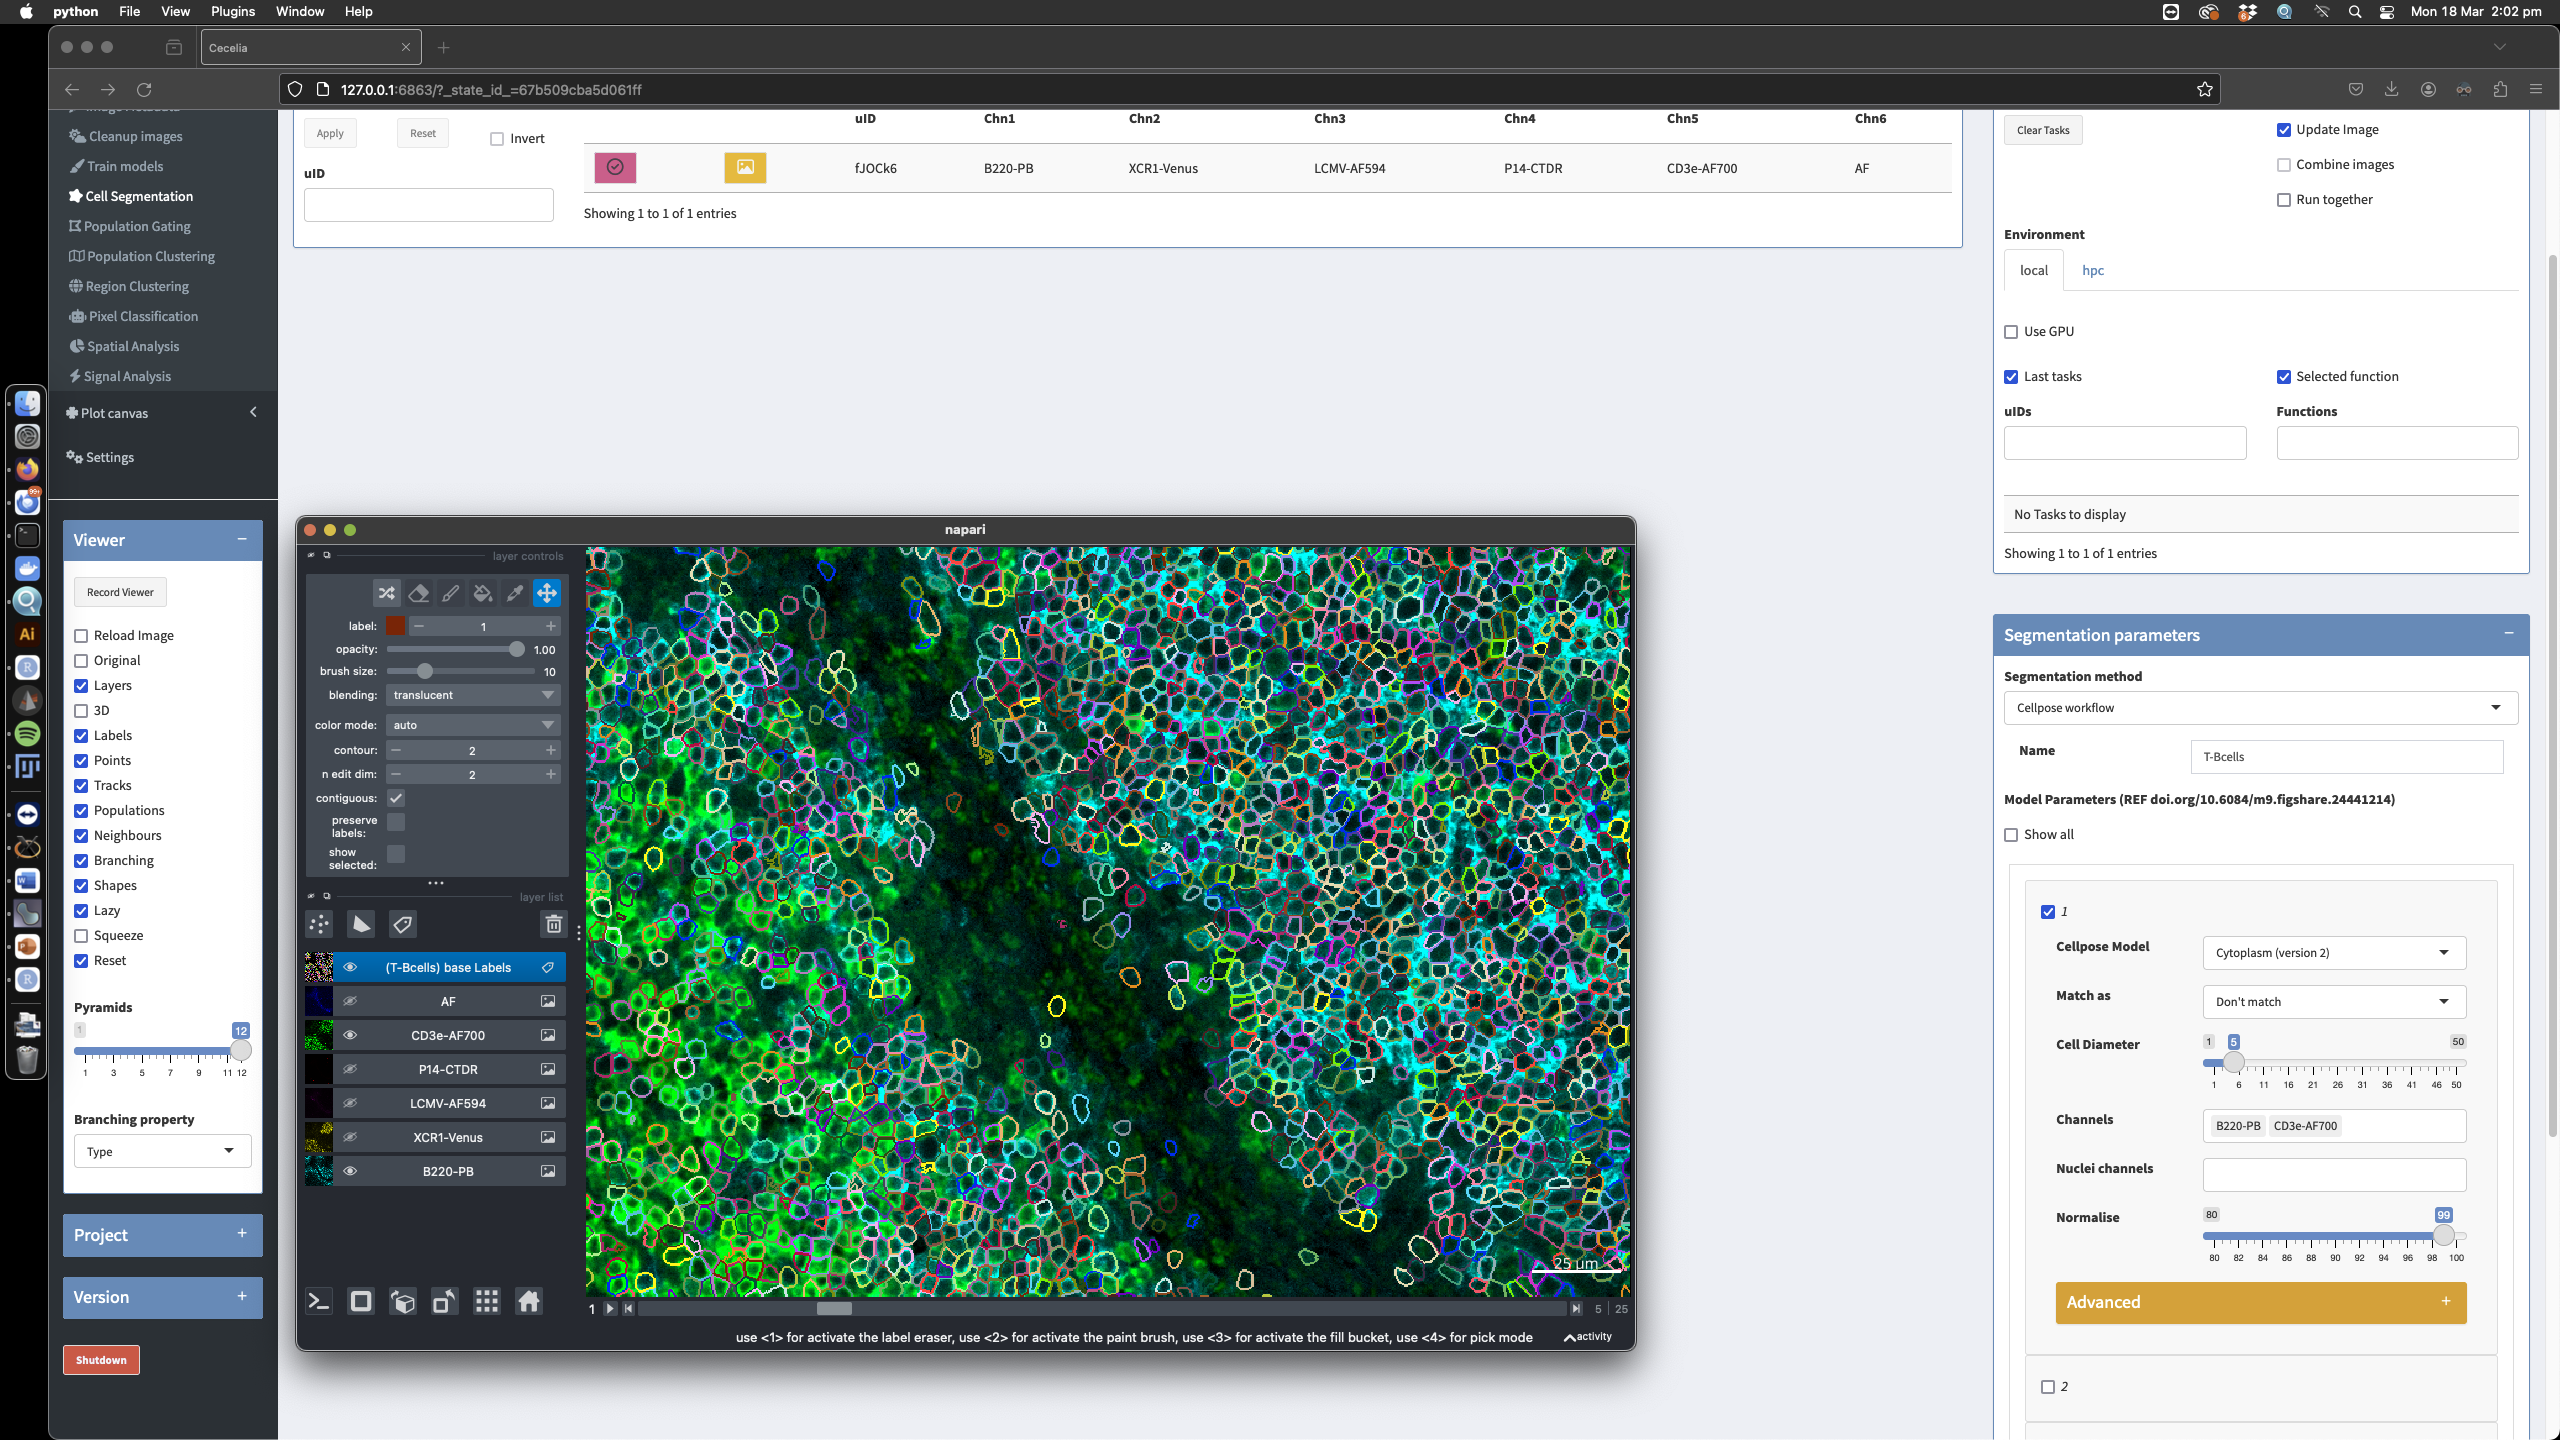 python File View Plugins Window Help
Mon 18 Mar 2:02 pm
Cecelia
127.0.0.1:6863/?_state_id_=67b509cba5d061ff
Cleanup images
Train models
Cell Segmentation
Population Gating
Population Clustering
Region Clustering
Pixel Classification
Spatial Analysis
Signal Analysis
Plot canvas
Settings
Viewer
Record Viewer
Reload Image
Original
Layers
3D
Labels
Points
Tracks
Populations
Neighbours
Branching
Shapes
Lazy
Squeeze
Reset
Pyramids
1 12
1 3 5 7 9 11 12
Branching property
Type
Project
Version
Shutdown
Apply Reset Invert
uID
uID Chn1 Chn2 Chn3 Chn4 Chn5 Chn6
fJOCk6 B220-PB XCR1-Venus LCMV-AF594 P14-CTDR CD3e-AF700 AF
Showing 1 to 1 of 1 entries
napari
layer controls
label: 1
opacity: 1.00
brush size: 10
blending: translucent
color mode: auto
contour: 2
n edit dim: 2
contiguous:
preserve
labels:
show
selected:
layer list
(T-Bcells) base Labels
AF
CD3e-AF700
P14-CTDR
LCMV-AF594
XCR1-Venus
B220-PB
25 µm
1 5 25
use <1> for activate the label eraser, use <2> for activate the paint brush, use <3> for activate the fill bucket, use <4> for pick mode
activity
Clear Tasks
Update Image
Combine images
Run together
Environment
local hpc
Use GPU
Last tasks Selected function
uIDs Functions
No Tasks to display
Showing 1 to 1 of 1 entries
Segmentation parameters
Segmentation method
Cellpose workflow
Name T-Bcells
Model Parameters (REF doi.org/10.6084/m9.figshare.24441214)
Show all
1
Cellpose Model Cytoplasm (version 2)
Match as Don't match
Cell Diameter 1 5 50
1 6 11 16 21 26 31 36 41 46 50
Channels B220-PB CD3e-AF700
Nuclei channels
Normalise 80 99
80 82 84 86 88 90 92 94 96 98 100
Advanced
2